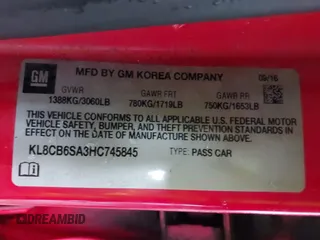 GM
MFD BY GM KOREA COMPANY
09/16
GVWR GAWR FRT GAWR RR
1388KG/3060LB 780KG/1719LB 750KG/1653LB
THIS VEHICLE CONFORMS TO ALL APPLICABLE U.S. FEDERAL MOTOR
VEHICLE SAFETY, BUMPER, AND THEFT PREVENTION STANDARDS
IN EFFECT ON THE DATE OF MANUFACTURE SHOWN ABOVE.
KL8CB6SA3HC745845 TYPE: PASS CAR
DREAMBID